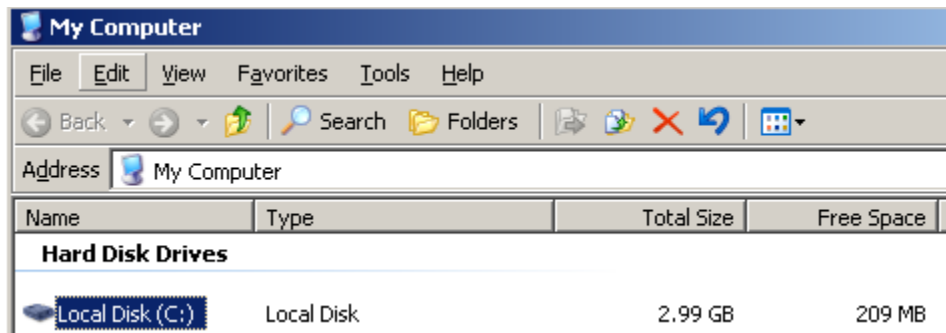 My Computer
File Edit View Favorites Tools Help
Back Search Folders
Address My Computer
Name Type Total Size Free Space
Hard Disk Drives
Local Disk (C:) Local Disk 2.99 GB 209 MB